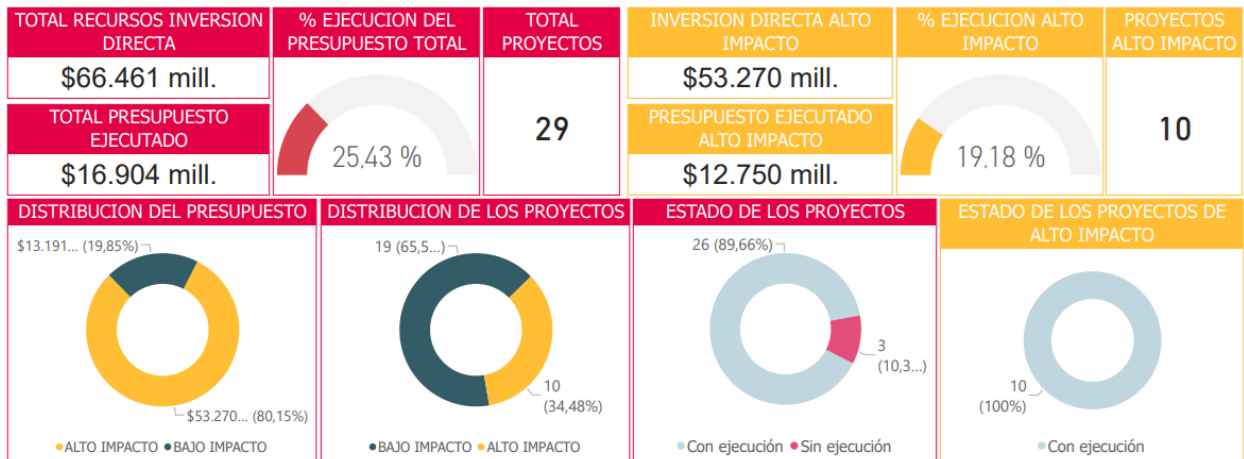 TOTAL RECURSOS INVERSION
DIRECTA
$66.461 mill.
TOTAL PRESUPUESTO
EJECUTADO
$16.904 mill.
% EJECUCION DEL
PRESUPUESTO TOTAL
25,43 %
TOTAL
PROYECTOS
29
INVERSION DIRECTA ALTO
IMPACTO
$53.270 mill.
PRESUPUESTO EJECUTADO
ALTO IMPACTO
$12.750 mill.
% EJECUCION ALTO
IMPACTO
19,18 %
PROYECTOS
ALTO IMPACTO
10
DISTRIBUCION DEL PRESUPUESTO
$13.191... (19,85%)
$53.270... (80,15%)
ALTO IMPACTO BAJO IMPACTO
DISTRIBUCION DE LOS PROYECTOS
19 (65,5...)
10
(34,48%)
BAJO IMPACTO ALTO IMPACTO
ESTADO DE LOS PROYECTOS
26 (89,66%)
3
(10,3...)
Con ejecución Sin ejecución
ESTADO DE LOS PROYECTOS DE
ALTO IMPACTO
10
(100%)
Con ejecución